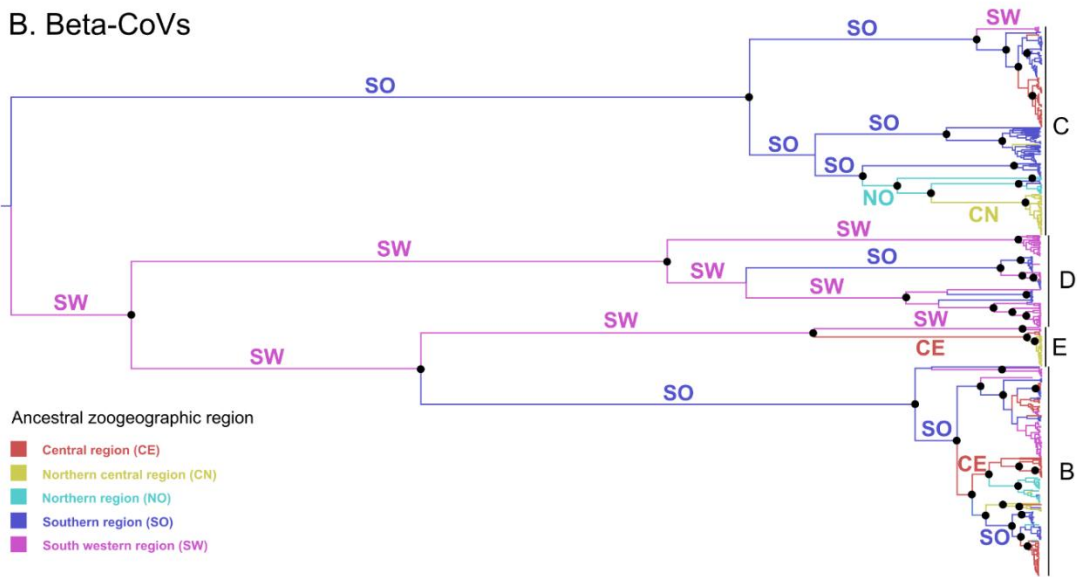 B. Beta-CoVs
SW
SO
SO
SO
C
SO
SO
NO
CN
SW
SW
SO
D
SW
SW
SW
SW
SW
E
CE
SW
SO
Ancestral zoogeographic region
SO
Central region (CE)
CE
B
Northern central region (CN)
Northern region (NO)
Southern region (SO)
SO
South western region (SW)